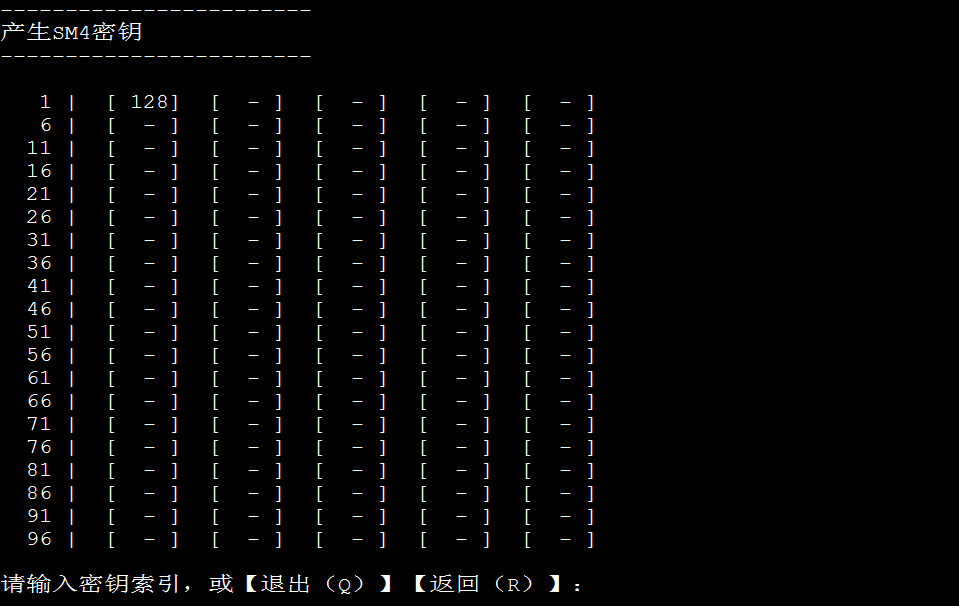 ------------------------
产生SM4密钥
------------------------
1 | [ 128] [ - ] [ - ] [ - ] [ - ]
6 | [ - ] [ - ] [ - ] [ - ] [ - ]
11 | [ - ] [ - ] [ - ] [ - ] [ - ]
16 | [ - ] [ - ] [ - ] [ - ] [ - ]
21 | [ - ] [ - ] [ - ] [ - ] [ - ]
26 | [ - ] [ - ] [ - ] [ - ] [ - ]
31 | [ - ] [ - ] [ - ] [ - ] [ - ]
36 | [ - ] [ - ] [ - ] [ - ] [ - ]
41 | [ - ] [ - ] [ - ] [ - ] [ - ]
46 | [ - ] [ - ] [ - ] [ - ] [ - ]
51 | [ - ] [ - ] [ - ] [ - ] [ - ]
56 | [ - ] [ - ] [ - ] [ - ] [ - ]
61 | [ - ] [ - ] [ - ] [ - ] [ - ]
66 | [ - ] [ - ] [ - ] [ - ] [ - ]
71 | [ - ] [ - ] [ - ] [ - ] [ - ]
76 | [ - ] [ - ] [ - ] [ - ] [ - ]
81 | [ - ] [ - ] [ - ] [ - ] [ - ]
86 | [ - ] [ - ] [ - ] [ - ] [ - ]
91 | [ - ] [ - ] [ - ] [ - ] [ - ]
96 | [ - ] [ - ] [ - ] [ - ] [ - ]
请输入密钥索引，或【退出（Q）】【返回（R）】：